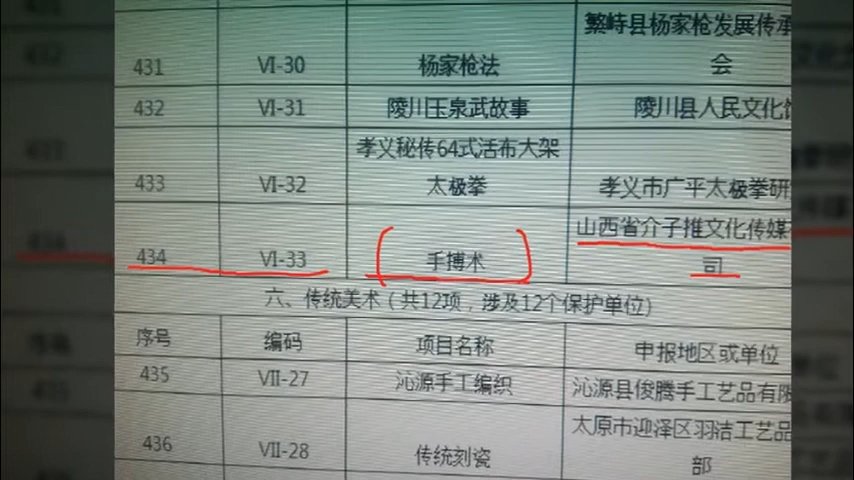 繁峙县杨家枪发展传承
431 Ⅵ-30 杨家枪法 会
432 Ⅵ-31 陵川玉泉武故事 陵川县人民文化馆
孝义秘传64式活布大架
433 Ⅵ-32 太极拳 孝义市广平太极拳研
山西省介子推文化传媒
434 Ⅵ-33 手搏术 司
六、传统美术（共12项，涉及12个保护单位）
序号 编码 项目名称 申报地区或单位
435 Ⅶ-27 沁源手工编织 沁源县俊腾手工艺品有限
太原市迎泽区羽洁工艺品
436 Ⅶ-28 传统刻瓷 部